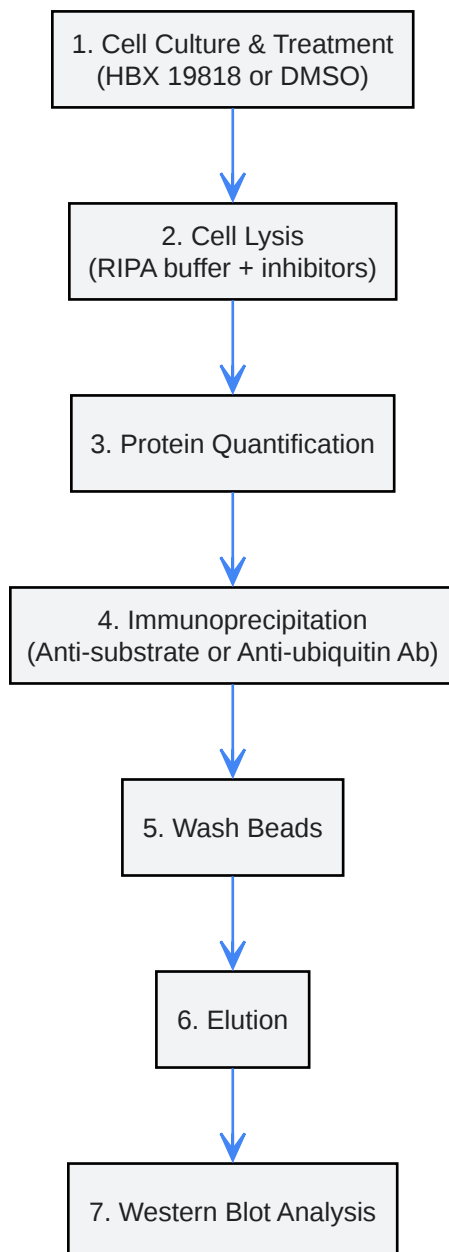 1. Cell Culture & Treatment
(HBX 19818 or DMSO)
2. Cell Lysis
(RIPA buffer + inhibitors)
3. Protein Quantification
4. Immunoprecipitation
(Anti-substrate or Anti-ubiquitin Ab)
5. Wash Beads
6. Elution
7. Western Blot Analysis